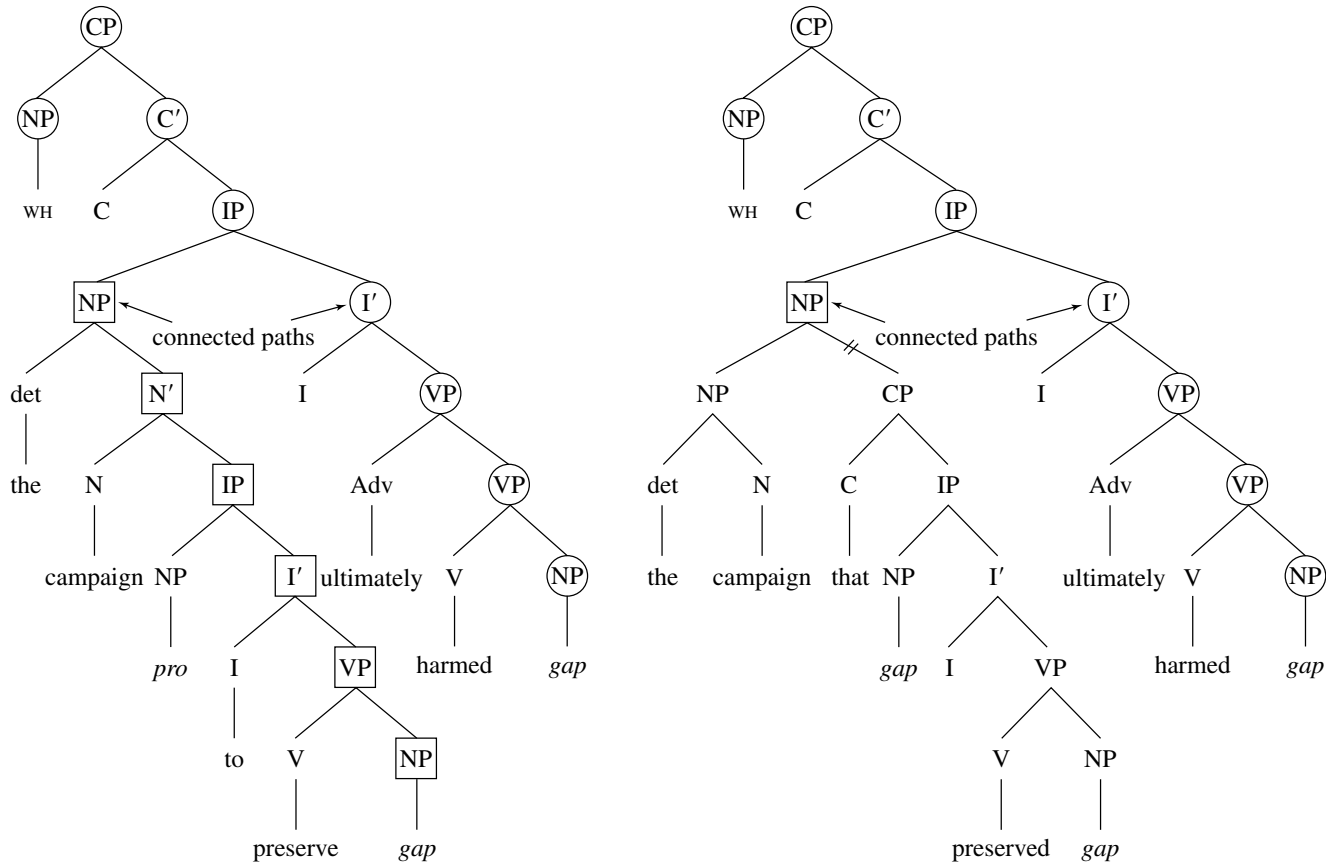 CP CP
NP C′ NP C′
WH C IP WH C IP
NP I′ NP I′
connected paths connected paths
det N′ I VP NP CP I VP
the N IP Adv VP det N C IP Adv VP
campaign NP I′ ultimately V NP the campaign that NP I′ ultimately V NP
pro I VP harmed gap gap I VP harmed gap
to V NP V NP
preserve gap preserved gap